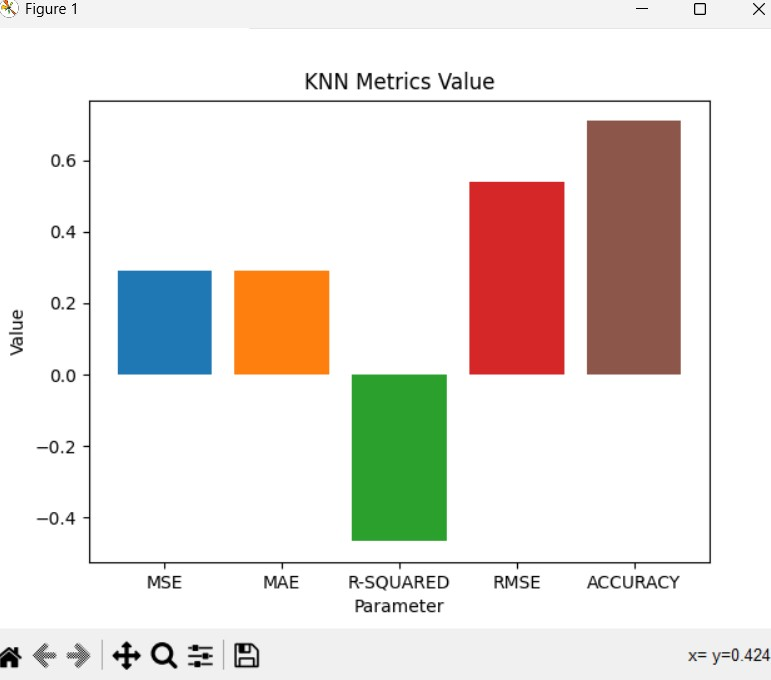 Figure 1
KNN Metrics Value
0.6
0.4
0.2
0.0
−0.2
−0.4
Value
MSE MAE R-SQUARED RMSE ACCURACY
Parameter
x= y=0.424